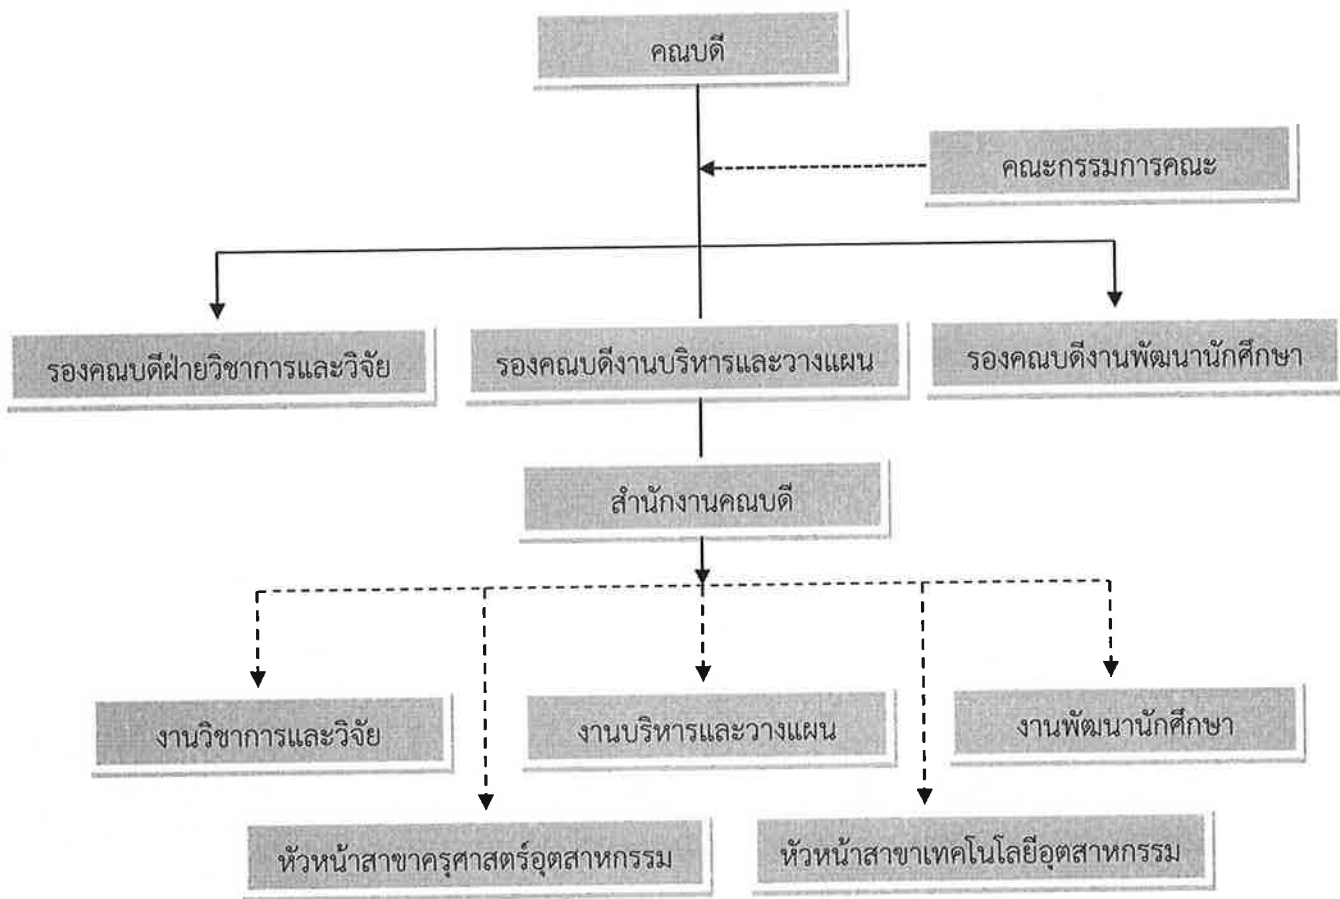 คณบดี
คณะกรรมการคณะ
รองคณบดีฝ่ายวิชาการและวิจัย
รองคณบดีงานบริหารและวางแผน
รองคณบดีงานพัฒนานักศึกษา
สำนักงานคณบดี
งานวิชาการและวิจัย
งานบริหารและวางแผน
งานพัฒนานักศึกษา
หัวหน้าสาขาครุศาสตร์อุตสาหกรรม
หัวหน้าสาขาเทคโนโลยีอุตสาหกรรม